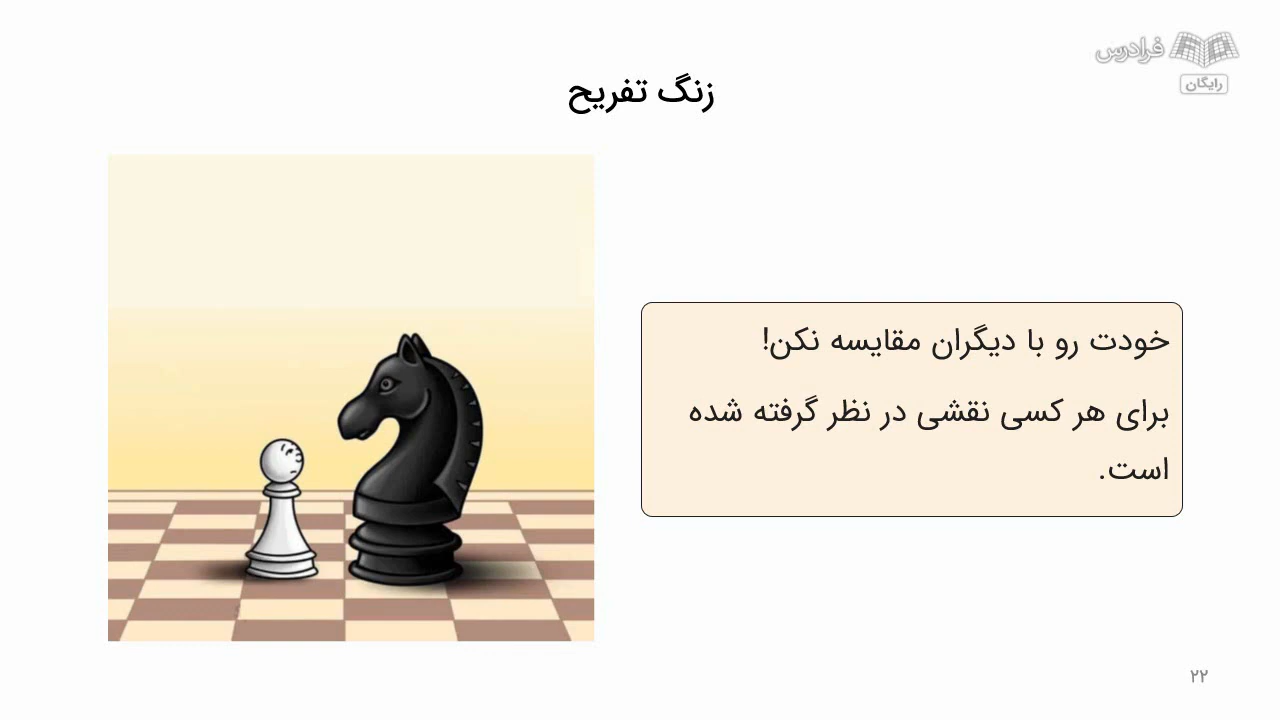 فرادرس
رایگان
زنگ تفریح
خودت رو با دیگران مقایسه نکن!
برای هر کسی نقشی در نظر گرفته شده
است.
۲۲